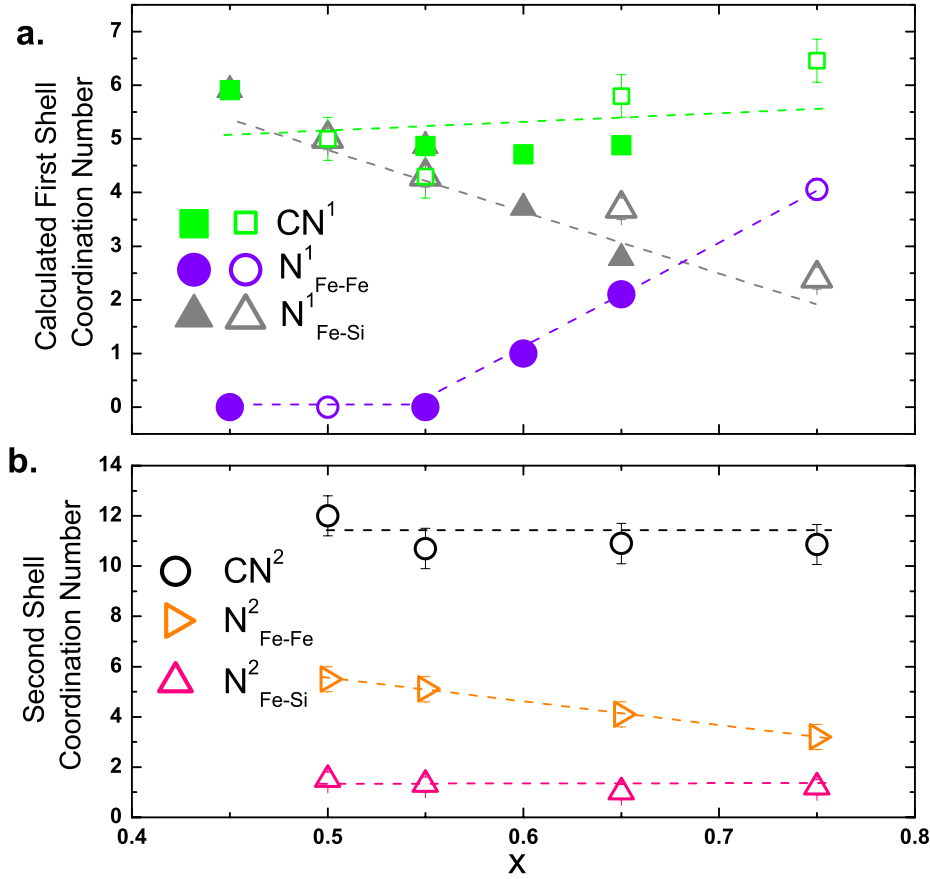 a.
Calculated First Shell
Coordination Number
7
6
5
4
3
2
1
0
CN¹
N¹Fe-Fe
N¹Fe-Si
b.
Second Shell
Coordination Number
14
12
10
8
6
4
2
0
CN²
N²Fe-Fe
N²Fe-Si
0.4 0.5 0.6 0.7 0.8
x